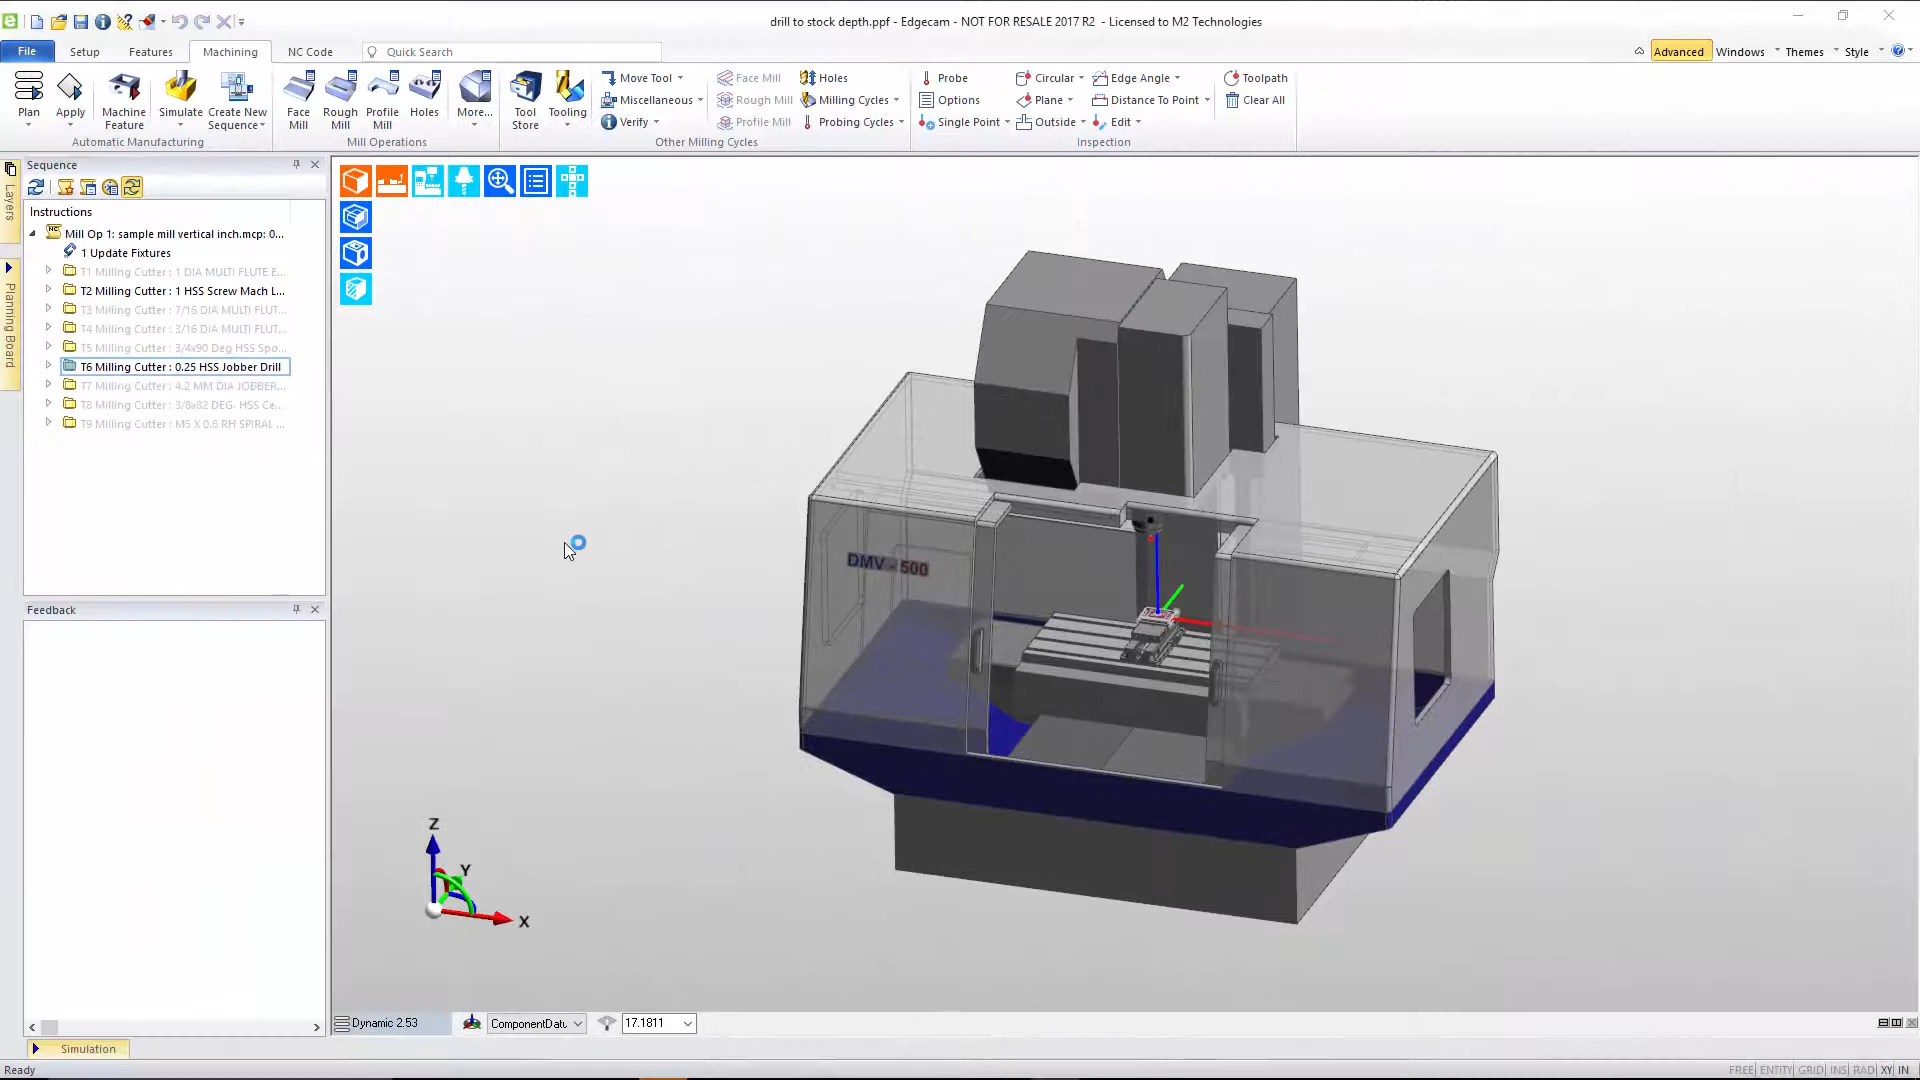 drill to stock depth.ppf - Edgecam - NOT FOR RESALE 2017 R2 - Licensed to M2 Technologies
File Setup Features Machining NC Code Quick Search Advanced Windows Themes Style
Plan Apply Machine Feature Simulate Create New Sequence Face Mill Rough Mill Profile Mill Holes More... Tool Store Tooling
Move Tool Face Mill Holes Probe Circular Edge Angle Toolpath
Miscellaneous Rough Mill Milling Cycles Options Plane Distance To Point Clear All
Verify Profile Mill Probing Cycles Single Point Outside Edit
Automatic Manufacturing Mill Operations Other Milling Cycles Inspection
Layers
Planning Board
Sequence
Instructions
Mill Op 1: sample mill vertical inch.mcp: 0...
1 Update Fixtures
T1 Milling Cutter : 1 DIA MULTI FLUTE E...
T2 Milling Cutter : 1 HSS Screw Mach L...
T3 Milling Cutter : 7/16 DIA MULTI FLUT...
T4 Milling Cutter : 3/16 DIA MULTI FLUT...
T5 Milling Cutter : 3/4x90 Deg HSS Spo...
T6 Milling Cutter : 0.25 HSS Jobber Drill
T7 Milling Cutter : 4.2 MM DIA JOBBER...
T8 Milling Cutter : 3/8x82 DEG- HSS Ce...
T9 Milling Cutter : M5 X 0.8 RH SPIRAL ...
DMV - 500
Feedback
Z
Y
X
Dynamic 2.53 ComponentDatu 17.1811
Simulation
Ready FREE ENTITY GRID INS RAD XY IN